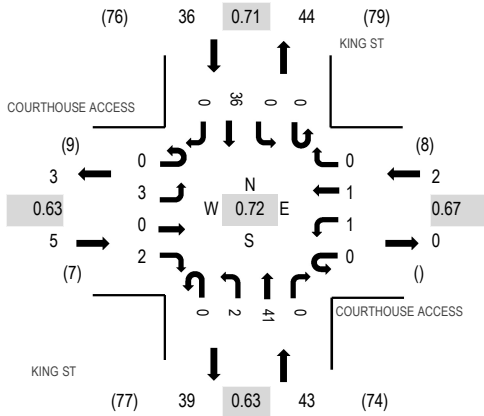 (76) 36 0.71 44 (79)
KING ST
COURTHOUSE ACCESS
0 36 0 0
(9) 0 0 (8)
3 3 N 1 2
0.63 0 W 0.72 E 1 0.67
5 2 S 0 0
(7) ()
0 2 41 0
COURTHOUSE ACCESS
KING ST
(77) 39 0.63 43 (74)